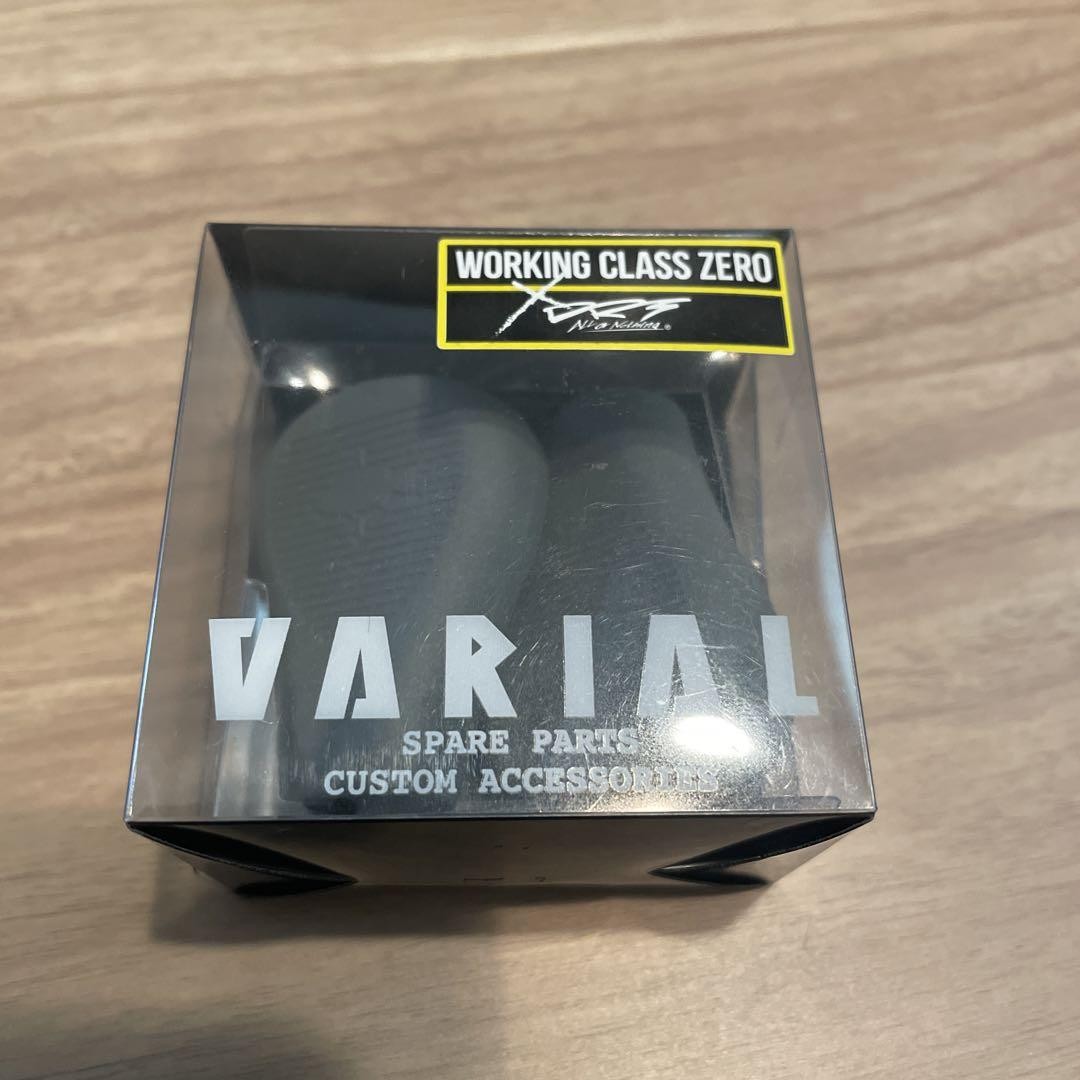 WORKING CLASS ZERO
VARIAL
SPARE PARTS
CUSTOM ACCESSORIES